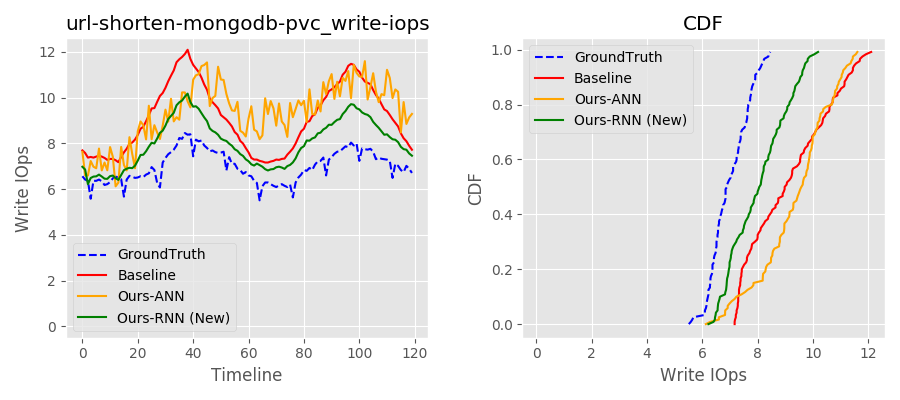 url-shorten-mongodb-pvc_write-iops
Write IOps
12
10
8
6
4
2
0
GroundTruth
Baseline
Ours-ANN
Ours-RNN (New)
0 20 40 60 80 100 120
Timeline
CDF
CDF
1.0
0.8
0.6
0.4
0.2
0.0
GroundTruth
Baseline
Ours-ANN
Ours-RNN (New)
0 2 4 6 8 10 12
Write IOps